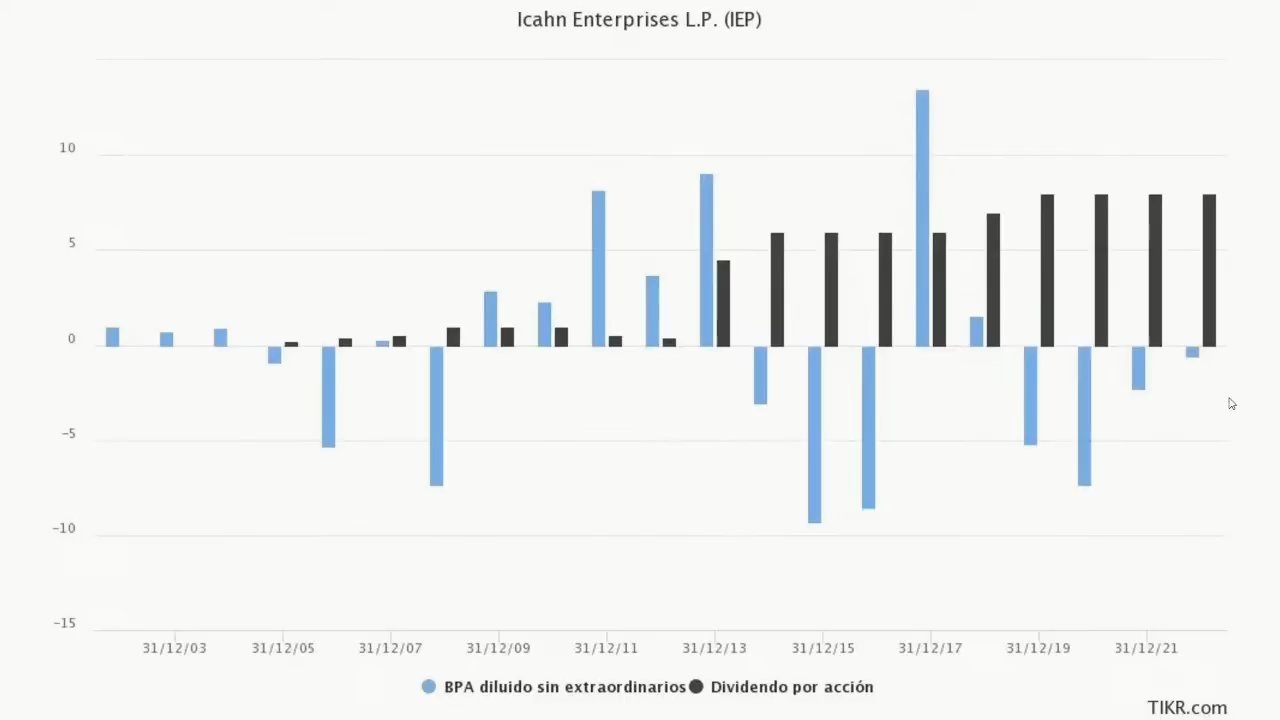 Icahn Enterprises L.P. (IEP)
10
5
0
−5
−10
−15
31/12/03 31/12/05 31/12/07 31/12/09 31/12/11 31/12/13 31/12/15 31/12/17 31/12/19 31/12/21
BPA diluido sin extraordinarios Dividendo por acción
TIKR.com